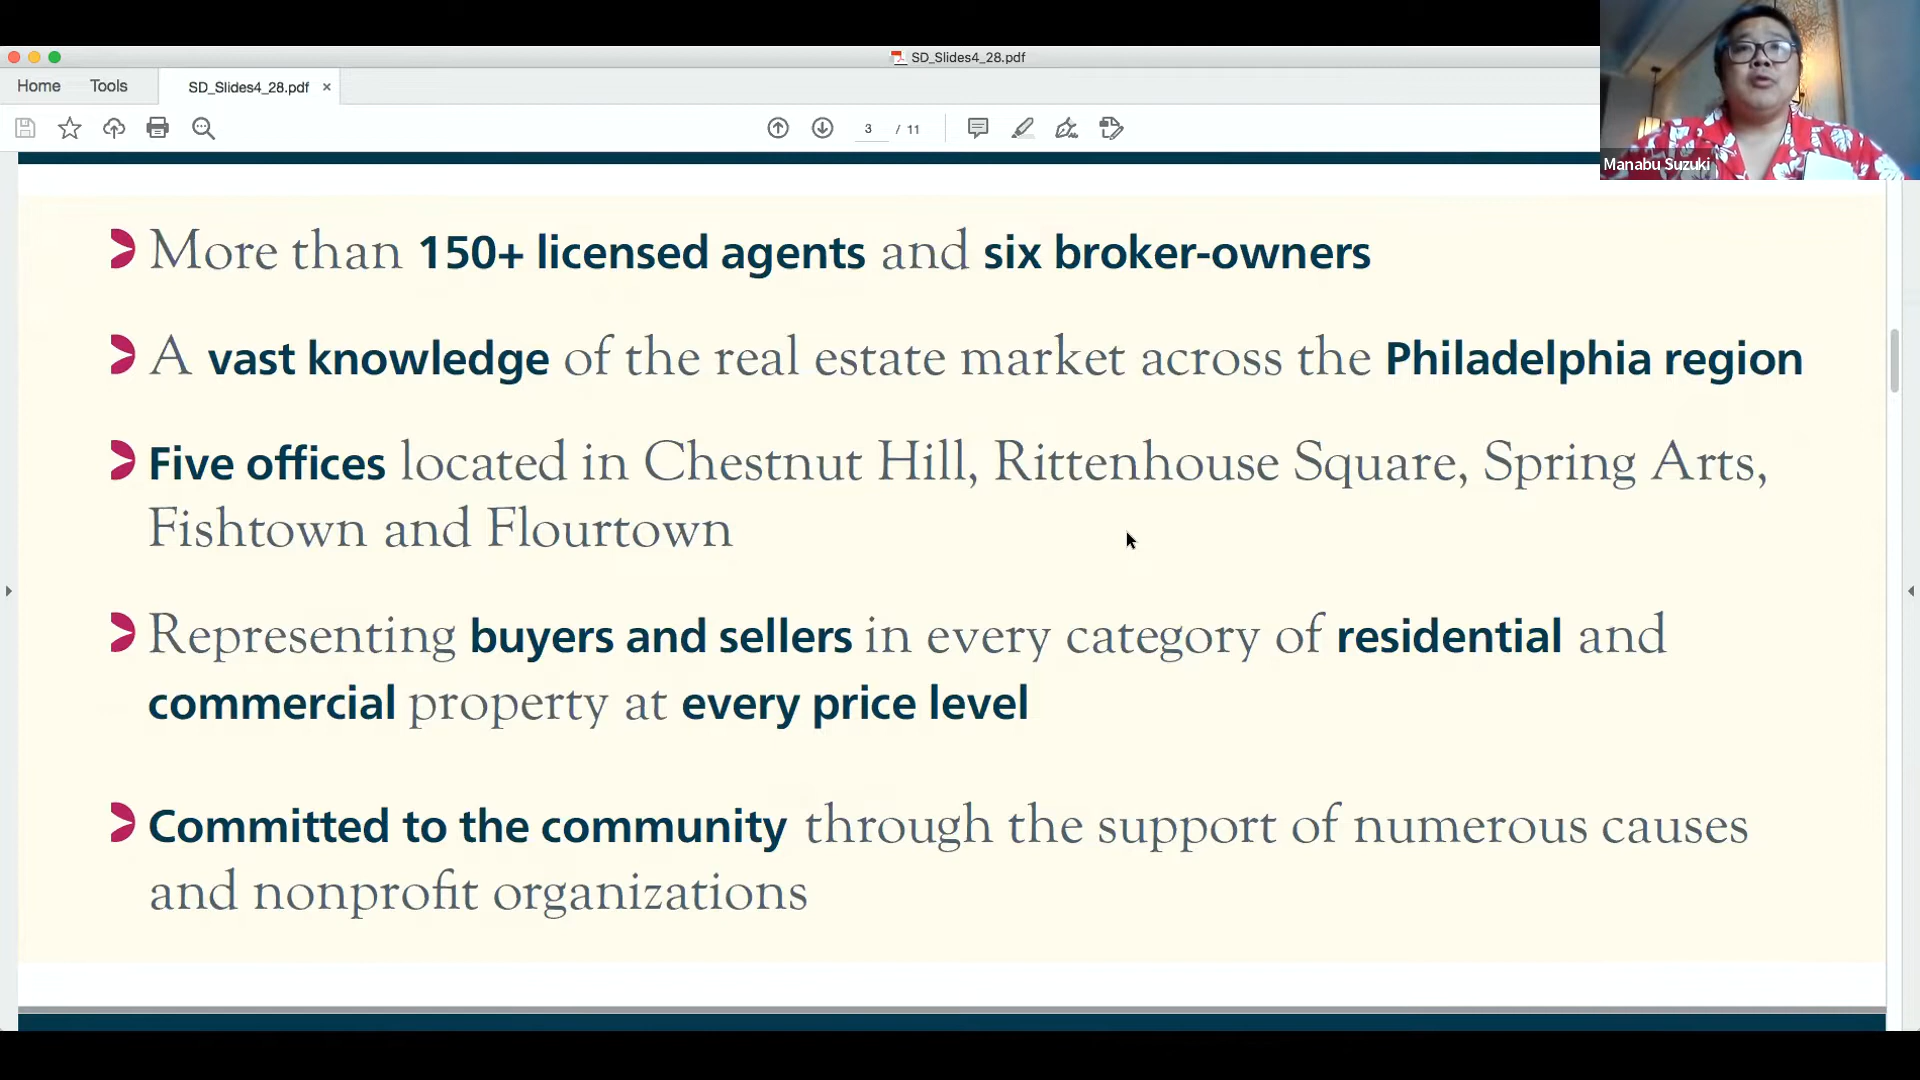 SD_Slides4_28.pdf
Home Tools SD_Slides4_28.pdf ×
3 / 11
Manabu Suzuki
More than 150+ licensed agents and six broker-owners
A vast knowledge of the real estate market across the Philadelphia region
Five offices located in Chestnut Hill, Rittenhouse Square, Spring Arts,
Fishtown and Flourtown
Representing buyers and sellers in every category of residential and
commercial property at every price level
Committed to the community through the support of numerous causes
and nonprofit organizations